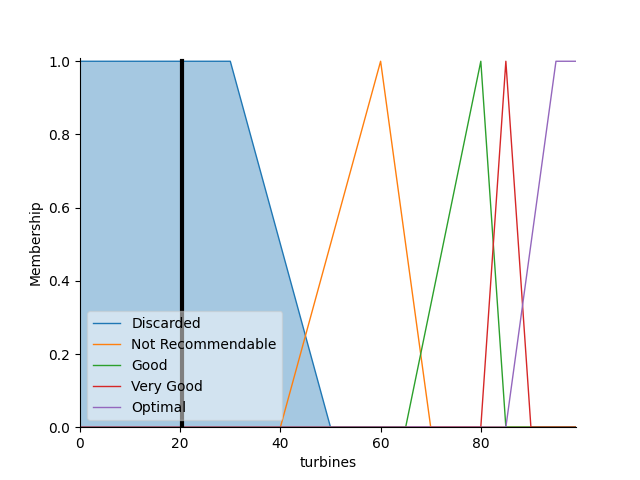 1.0
0.8
0.6
0.4
0.2
0.0
Membership
Discarded
Not Recommendable
Good
Very Good
Optimal
0 20 40 60 80
turbines